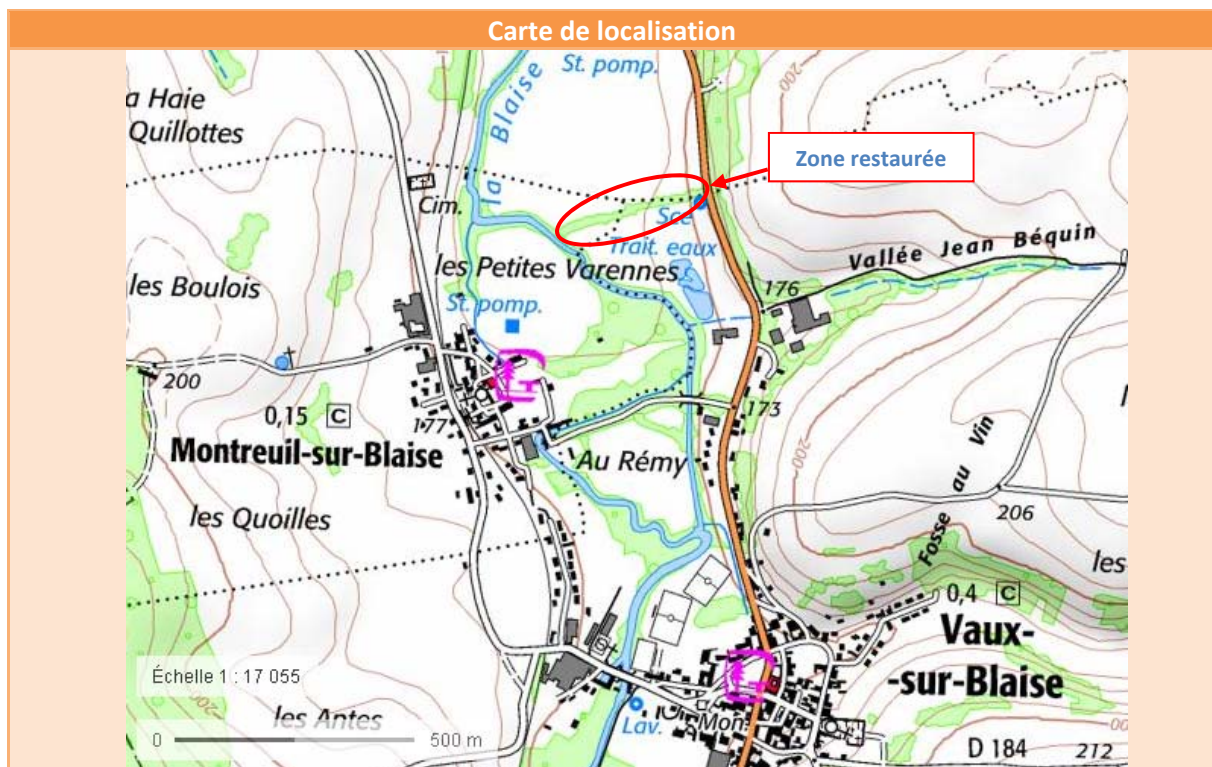 Carte de localisation
St. pomp.
la Blaise
a Haie
Quillottes
200
Zone restaurée
Cim.
Sce
Trait. eaux
Vallée Jean Béquin
les Petites Varennes
les Boulois
176
St. pomp.
200
173
0,15 C
177
Montreuil-sur-Blaise
Au Rémy
200
Fosse au Vin
les Quoilles
206
les-
0,4 C
Vaux-
-sur-Blaise
Échelle 1 : 17 055
les Antes
0 500 m
Lav.
Mon.
D 184
212